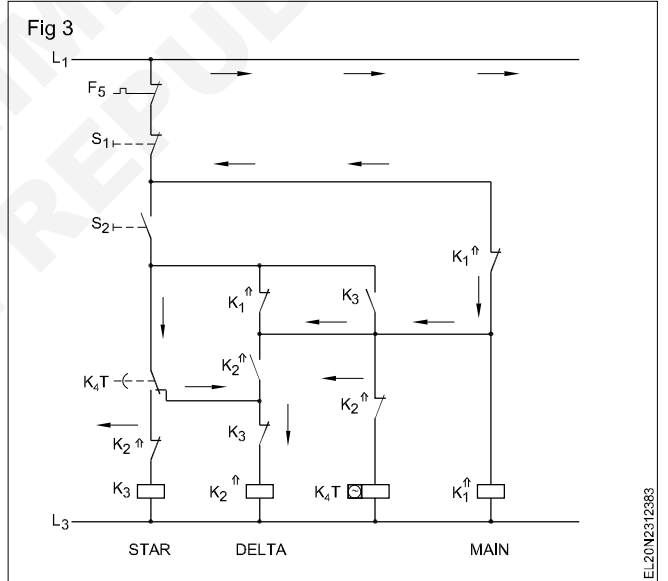 Fig 3
L1
F5
S1
S2
K1⇑
K1⇑
K3
K2⇑
K4T
K2⇑
K2⇑
K3
K3
K2⇑
K4T
K1⇑
L3
STAR
DELTA
MAIN
EL20N2312383